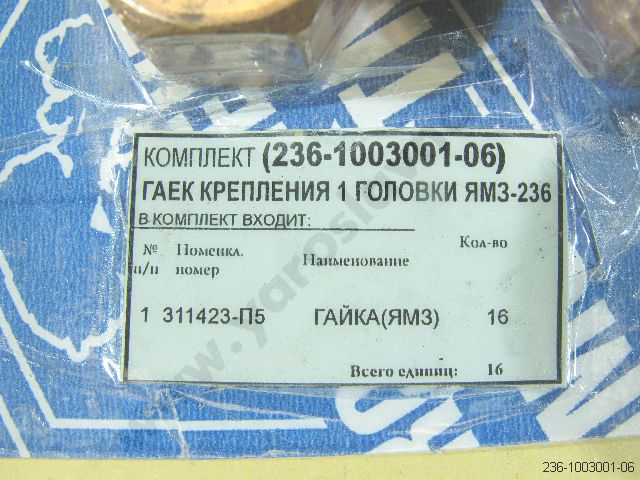 КОМПЛЕКТ (236-1003001-06)
ГАЕК КРЕПЛЕНИЯ 1 ГОЛОВКИ ЯМЗ-236
В КОМПЛЕКТ ВХОДИТ:
№ п/п Номенкл. номер Наименование Кол-во
1 311423-П5 ГАЙКА(ЯМЗ) 16
Всего единиц: 16
236-1003001-06